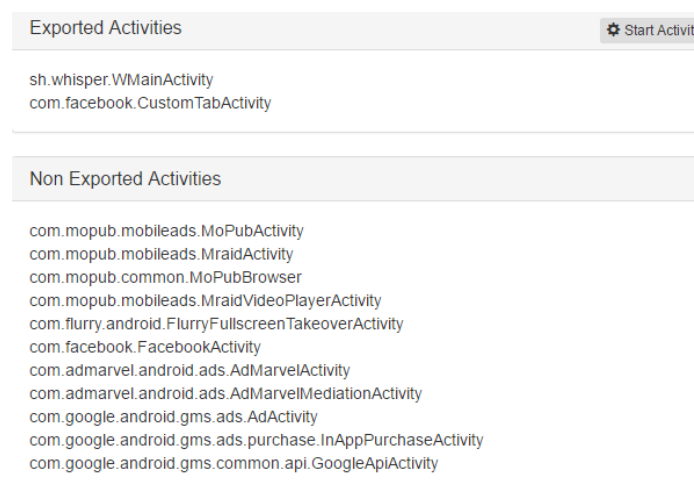 Exported Activities
Start Activit
sh.whisper.WMainActivity
com.facebook.CustomTabActivity
Non Exported Activities
com.mopub.mobileads.MoPubActivity
com.mopub.mobileads.MraidActivity
com.mopub.common.MoPubBrowser
com.mopub.mobileads.MraidVideoPlayerActivity
com.flurry.android.FlurryFullscreenTakeoverActivity
com.facebook.FacebookActivity
com.admarvel.android.ads.AdMarvelActivity
com.admarvel.android.ads.AdMarvelMediationActivity
com.google.android.gms.ads.AdActivity
com.google.android.gms.ads.purchase.InAppPurchaseActivity
com.google.android.gms.common.api.GoogleApiActivity